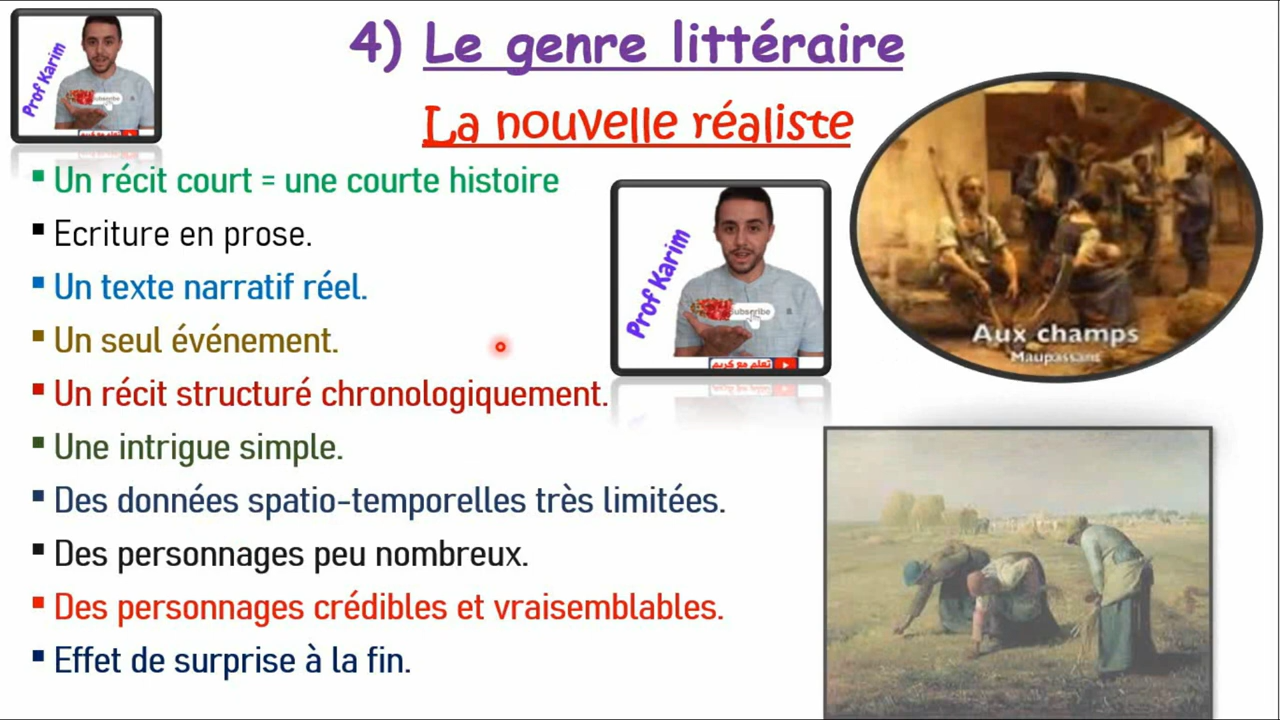 Prof Karim
Subscribe
4) Le genre littéraire
La nouvelle réaliste
▪ Un récit court = une courte histoire
▪ Ecriture en prose.
▪ Un texte narratif réel.
▪ Un seul événement.
▪ Un récit structuré chronologiquement.
▪ Une intrigue simple.
▪ Des données spatio-temporelles très limitées.
▪ Des personnages peu nombreux.
▪ Des personnages crédibles et vraisemblables.
▪ Effet de surprise à la fin.
Prof Karim
Subscribe
تعلم مع كريم
Aux champs
Maupassant